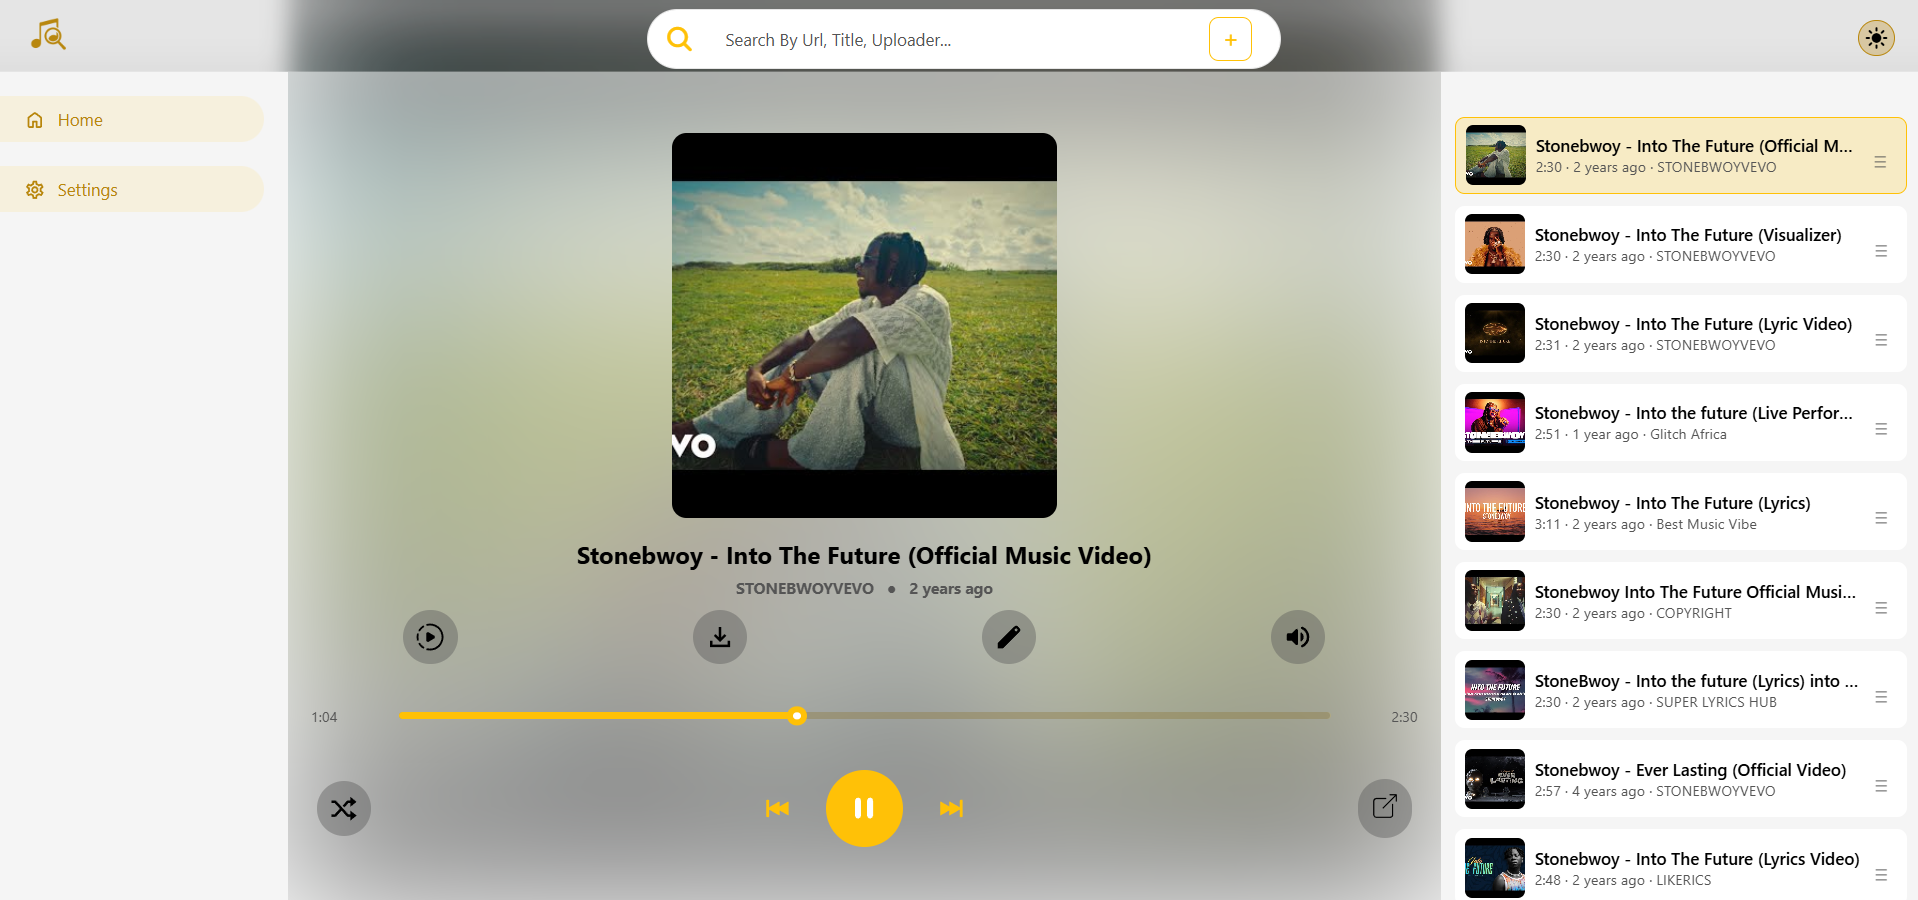 Search By Url, Title, Uploader...
+
Home
Settings
VO
Stonebwoy - Into The Future (Official Music Video)
STONEBWOYVEVO ● 2 years ago
1:04
2:30
Stonebwoy - Into The Future (Official M...
2:30 · 2 years ago · STONEBWOYVEVO
Stonebwoy - Into The Future (Visualizer)
2:30 · 2 years ago · STONEBWOYVEVO
Stonebwoy - Into The Future (Lyric Video)
2:31 · 2 years ago · STONEBWOYVEVO
Stonebwoy - Into the future (Live Perfor...
2:51 · 1 year ago · Glitch Africa
INTO THE FUTURE
Stonebwoy - Into The Future (Lyrics)
3:11 · 2 years ago · Best Music Vibe
Stonebwoy Into The Future Official Musi...
2:30 · 2 years ago · COPYRIGHT
INTO THE FUTURE
StoneBwoy - Into the future (Lyrics) into ...
2:30 · 2 years ago · SUPER LYRICS HUB
Stonebwoy - Ever Lasting (Official Video)
2:57 · 4 years ago · STONEBWOYVEVO
Stonebwoy - Into The Future (Lyrics Video)
2:48 · 2 years ago · LIKERICS